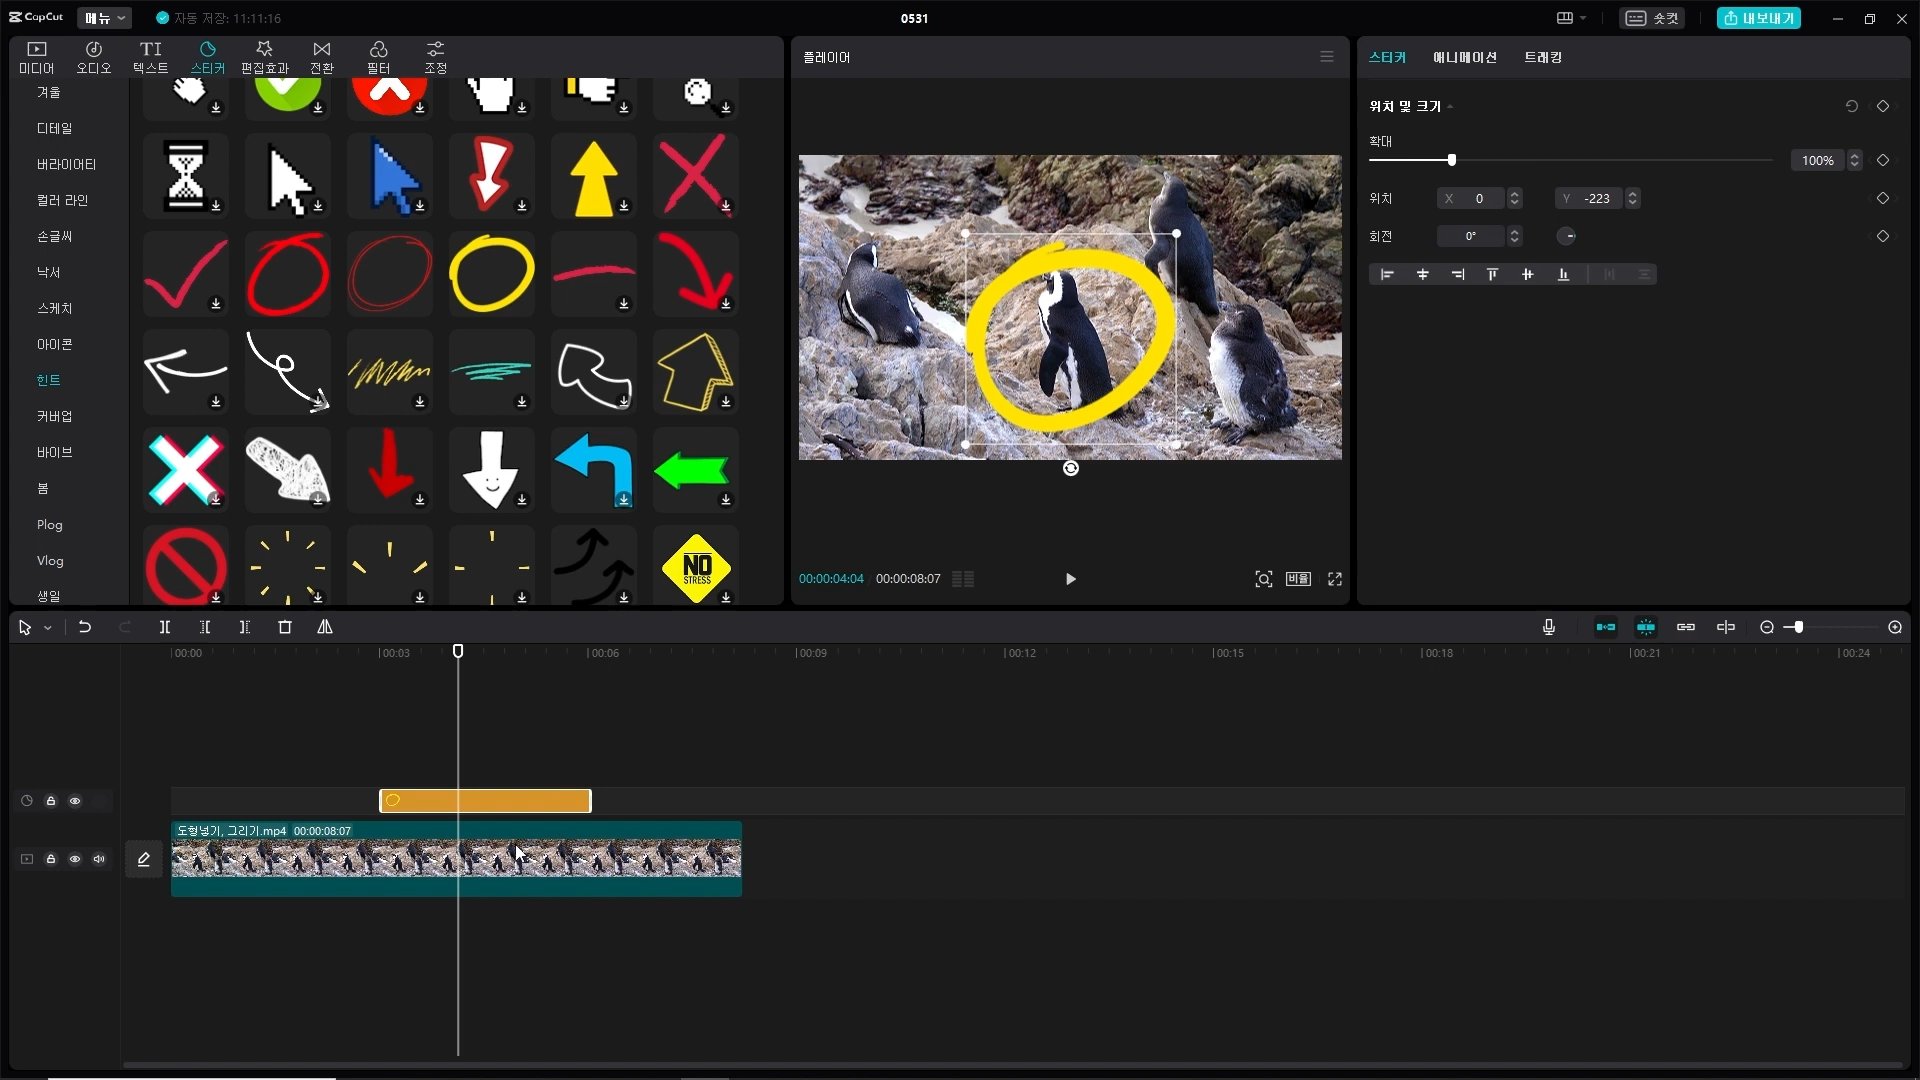 CapCut 메뉴 자동 저장: 11:11:16 0531 숏컷 내보내기
미디어 오디오 텍스트 스티커 편집효과 전환 필터 조정
플레이어
스티커 애니메이션 트래킹
겨울
디테일
버라이어티
컬러 라인
손글씨
낙서
스케치
아이콘
힌트
커버업
바이브
봄
Plog
Vlog
생일
NO
STRESS
위치 및 크기
확대
100%
위치 X 0 Y -223
회전 0°
00:00:04:04 00:00:08:07 비율
00:00 00:03 00:06 00:09 00:12 00:15 00:18 00:21 00:24
도형넣기, 그리기.mp4 00:00:08:07